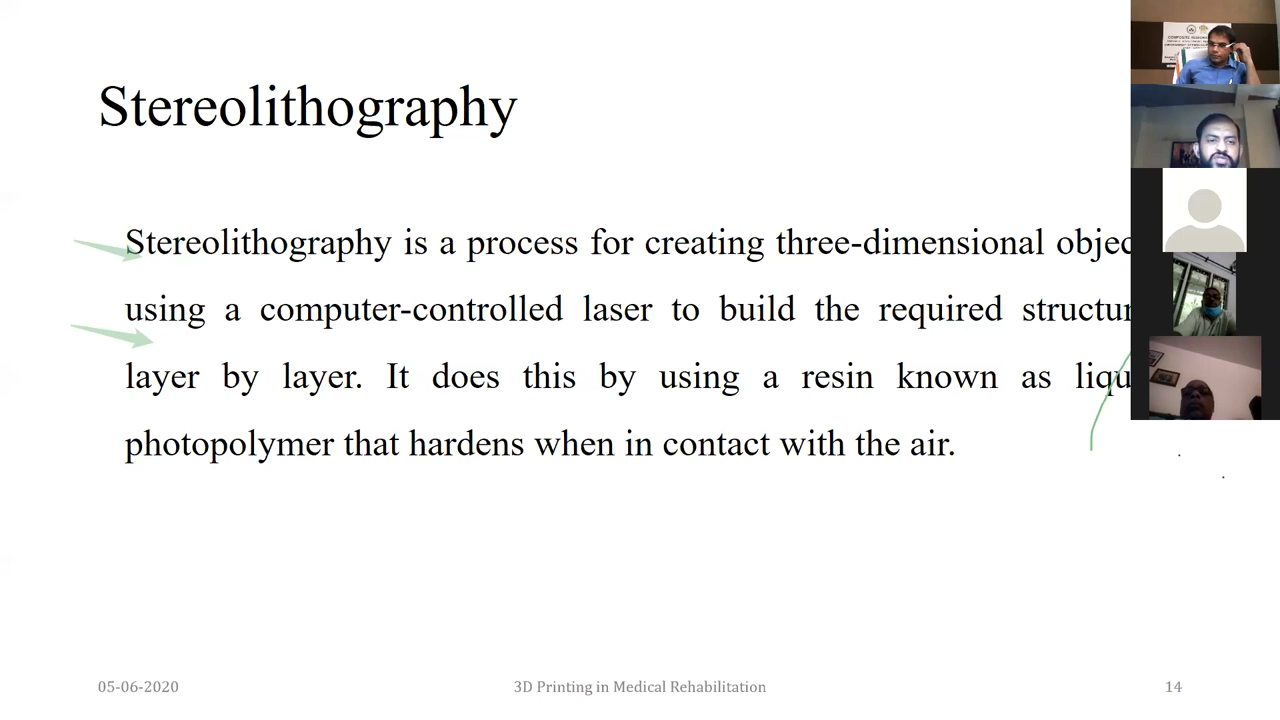 Stereolithography
Stereolithography is a process for creating three-dimensional objec
using a computer-controlled laser to build the required structur
layer by layer. It does this by using a resin known as liqu
photopolymer that hardens when in contact with the air.
05-06-2020 3D Printing in Medical Rehabilitation 14